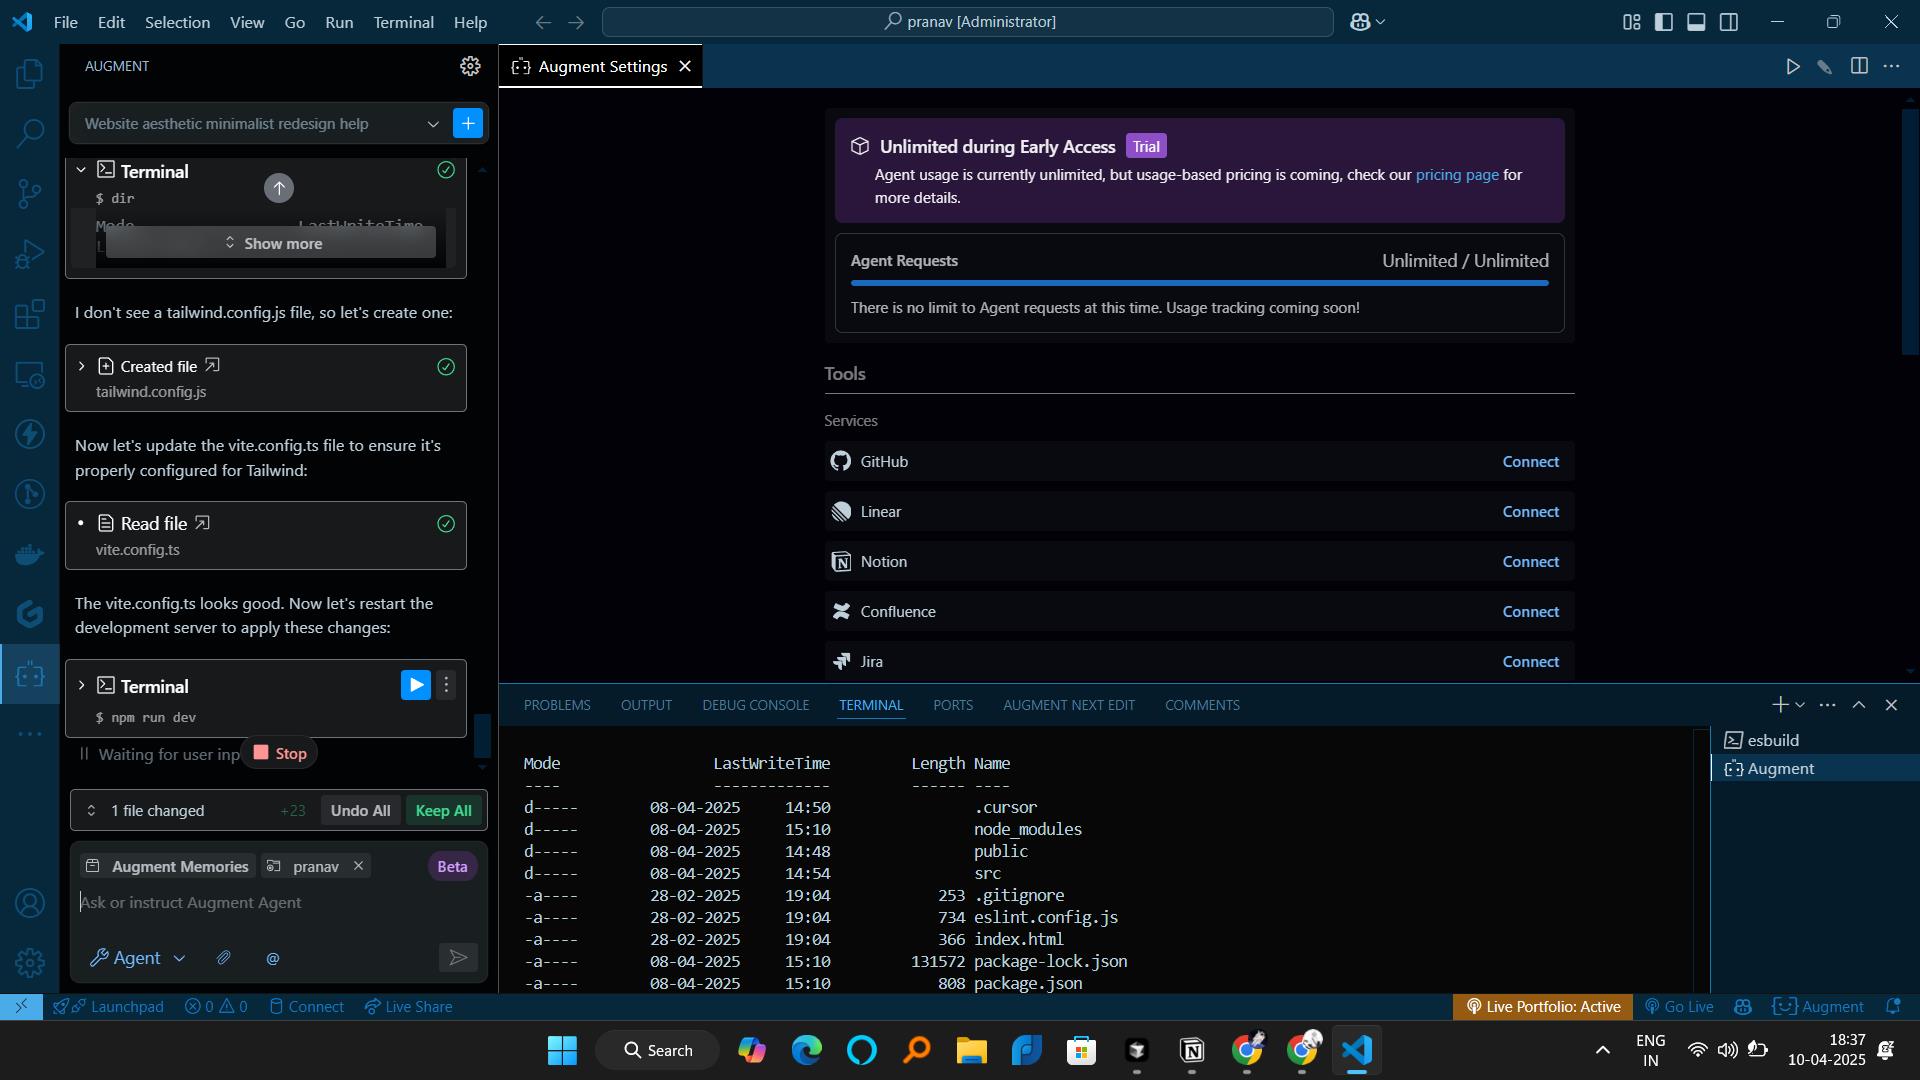 File Edit Selection View Go Run Terminal Help
pranav [Administrator]
AUGMENT
Website aesthetic minimalist redesign help
Terminal
$ dir
Mode LastWriteTime
Show more
I don't see a tailwind.config.js file, so let's create one:
Created file
tailwind.config.js
Now let's update the vite.config.ts file to ensure it's
properly configured for Tailwind:
Read file
vite.config.ts
The vite.config.ts looks good. Now let's restart the
development server to apply these changes:
Terminal
$ npm run dev
Waiting for user inp
Stop
1 file changed +23 Undo All Keep All
Augment Memories pranav Beta
Ask or instruct Augment Agent
Agent @
Augment Settings
Unlimited during Early Access Trial
Agent usage is currently unlimited, but usage-based pricing is coming, check our pricing page for
more details.
Agent Requests Unlimited / Unlimited
There is no limit to Agent requests at this time. Usage tracking coming soon!
Tools
Services
GitHub Connect
Linear Connect
Notion Connect
Confluence Connect
Jira Connect
PROBLEMS OUTPUT DEBUG CONSOLE TERMINAL PORTS AUGMENT NEXT EDIT COMMENTS
Mode LastWriteTime Length Name
---- ------------- ------ ----
d----- 08-04-2025 14:50 .cursor
d----- 08-04-2025 15:10 node_modules
d----- 08-04-2025 14:48 public
d----- 08-04-2025 14:54 src
-a---- 28-02-2025 19:04 253 .gitignore
-a---- 28-02-2025 19:04 734 eslint.config.js
-a---- 28-02-2025 19:04 366 index.html
-a---- 08-04-2025 15:10 131572 package-lock.json
-a---- 08-04-2025 15:10 808 package.json
esbuild
Augment
Launchpad 0 0 Connect Live Share
Live Portfolio: Active Go Live Augment
Search
ENG
IN
18:37
10-04-2025